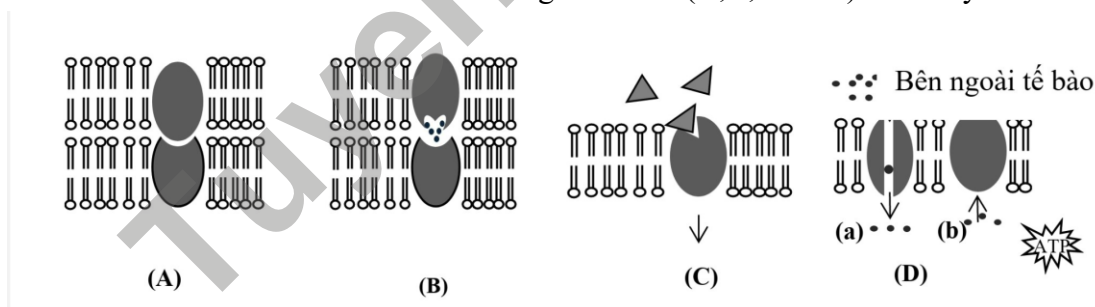 Bên ngoài tế bào
(a)
(b)
ATP
(A)
(B)
(C)
(D)